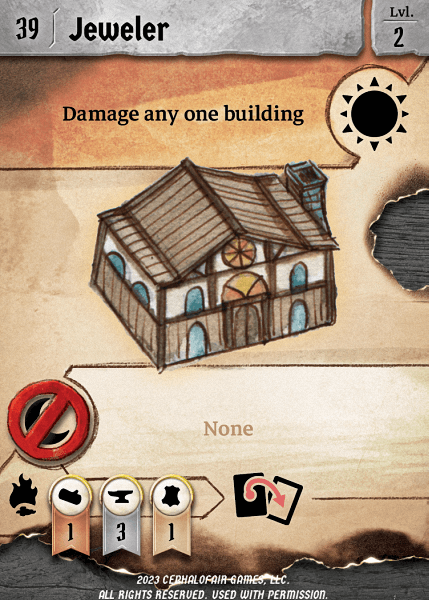 39 Jeweler
Lvl.
2
Damage any one building
None
1 3 1
2023 CEPHALOFAIR GAMES, LLC.
ALL RIGHTS RESERVED. USED WITH PERMISSION.